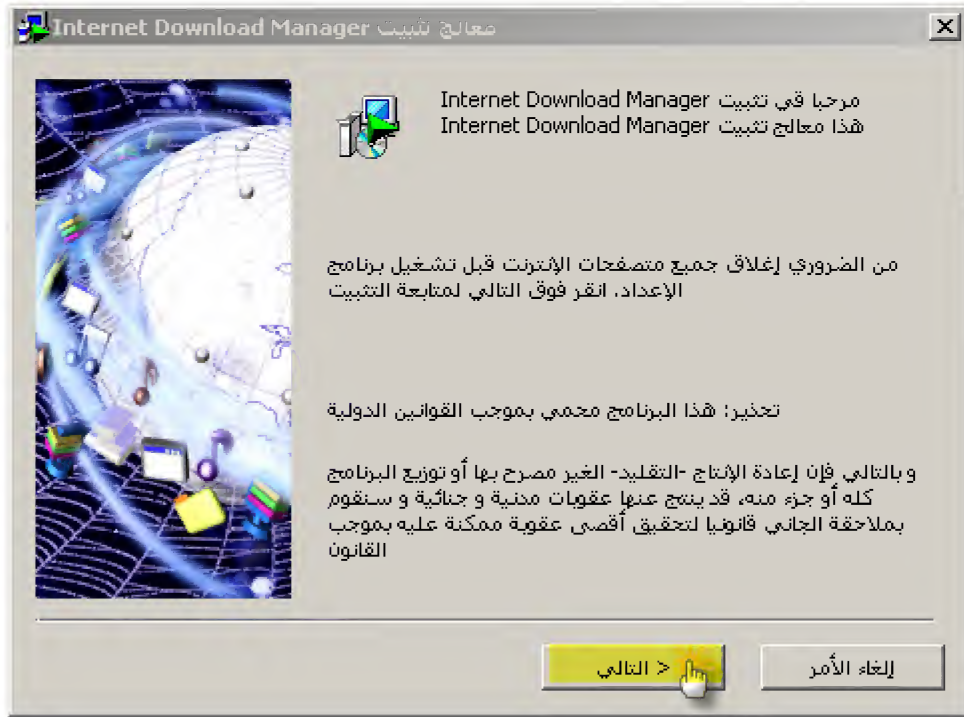 معالج تثبيت Internet Download Manager
مرحبا في تثبيت Internet Download Manager
هذا معالج تثبيت Internet Download Manager
من الضروري إغلاق جميع متصفحات الإنترنت قبل تشغيل برنامج
الإعداد. انقر فوق التالي لمتابعة التثبيت
تحذير: هذا البرنامج محمي بموجب القوانين الدولية
و بالتالي فإن إعادة الإنتاج -التقليد- الغير مصرح بها أو توزيع البرنامج
كله أو جزء منه، قد ينتج عنها عقوبات مدنية و جنائية و سنقوم
بملاحقة الجاني قانونيا لتحقيق أقصى عقوبة ممكنة عليه بموجب
القانون
التالي >
إلغاء الأمر